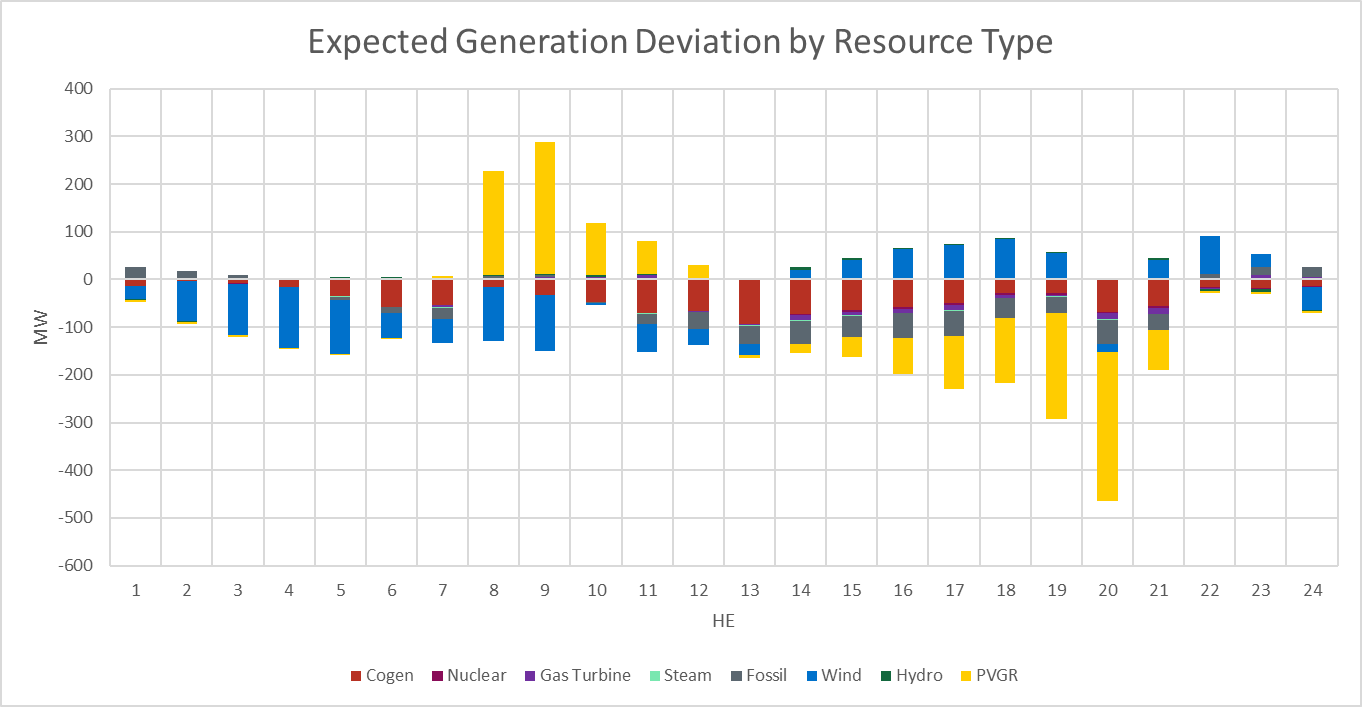 Expected Generation Deviation by Resource Type
400
300
200
100
0
-100
-200
-300
-400
-500
-600
MW
1 2 3 4 5 6 7 8 9 10 11 12 13 14 15 16 17 18 19 20 21 22 23 24
HE
Cogen Nuclear Gas Turbine Steam Fossil Wind Hydro PVGR